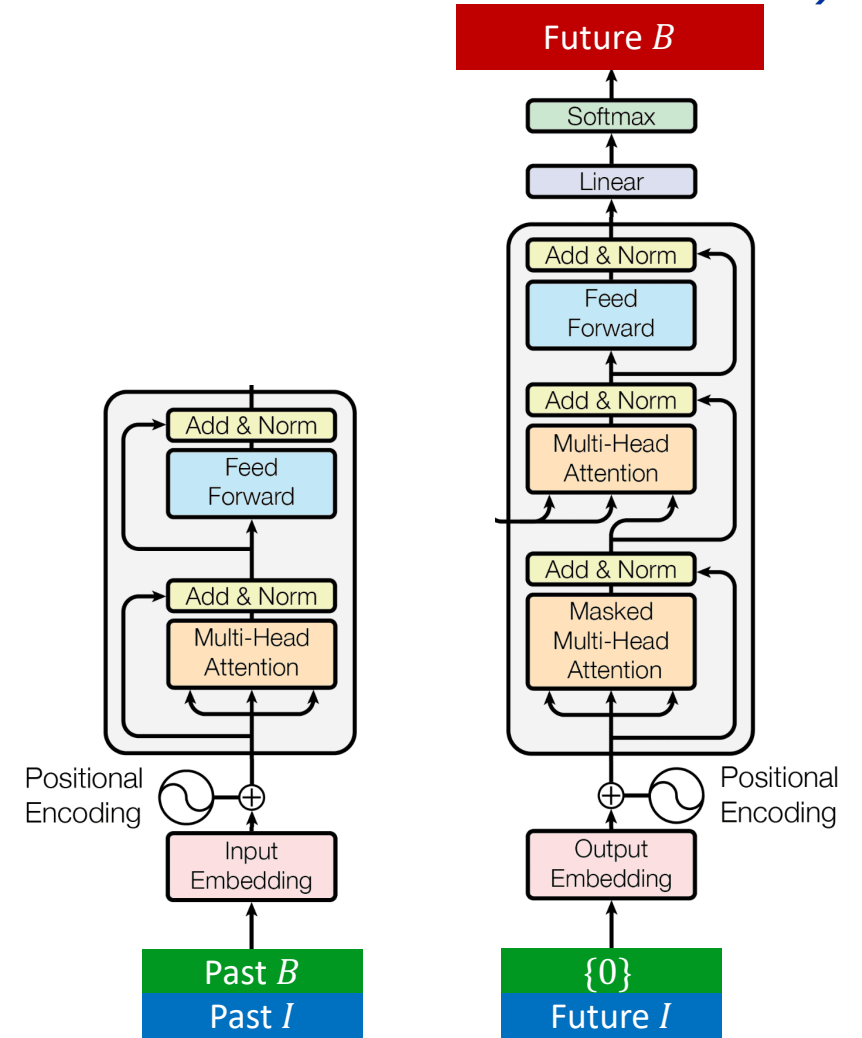 Future B
Softmax
Linear
Add & Norm
Feed
Forward
Add & Norm
Multi-Head
Attention
Add & Norm
Masked
Multi-Head
Attention
Positional
Encoding
Output
Embedding
{0}
Future I
Add & Norm
Feed
Forward
Add & Norm
Multi-Head
Attention
Positional
Encoding
Input
Embedding
Past B
Past I